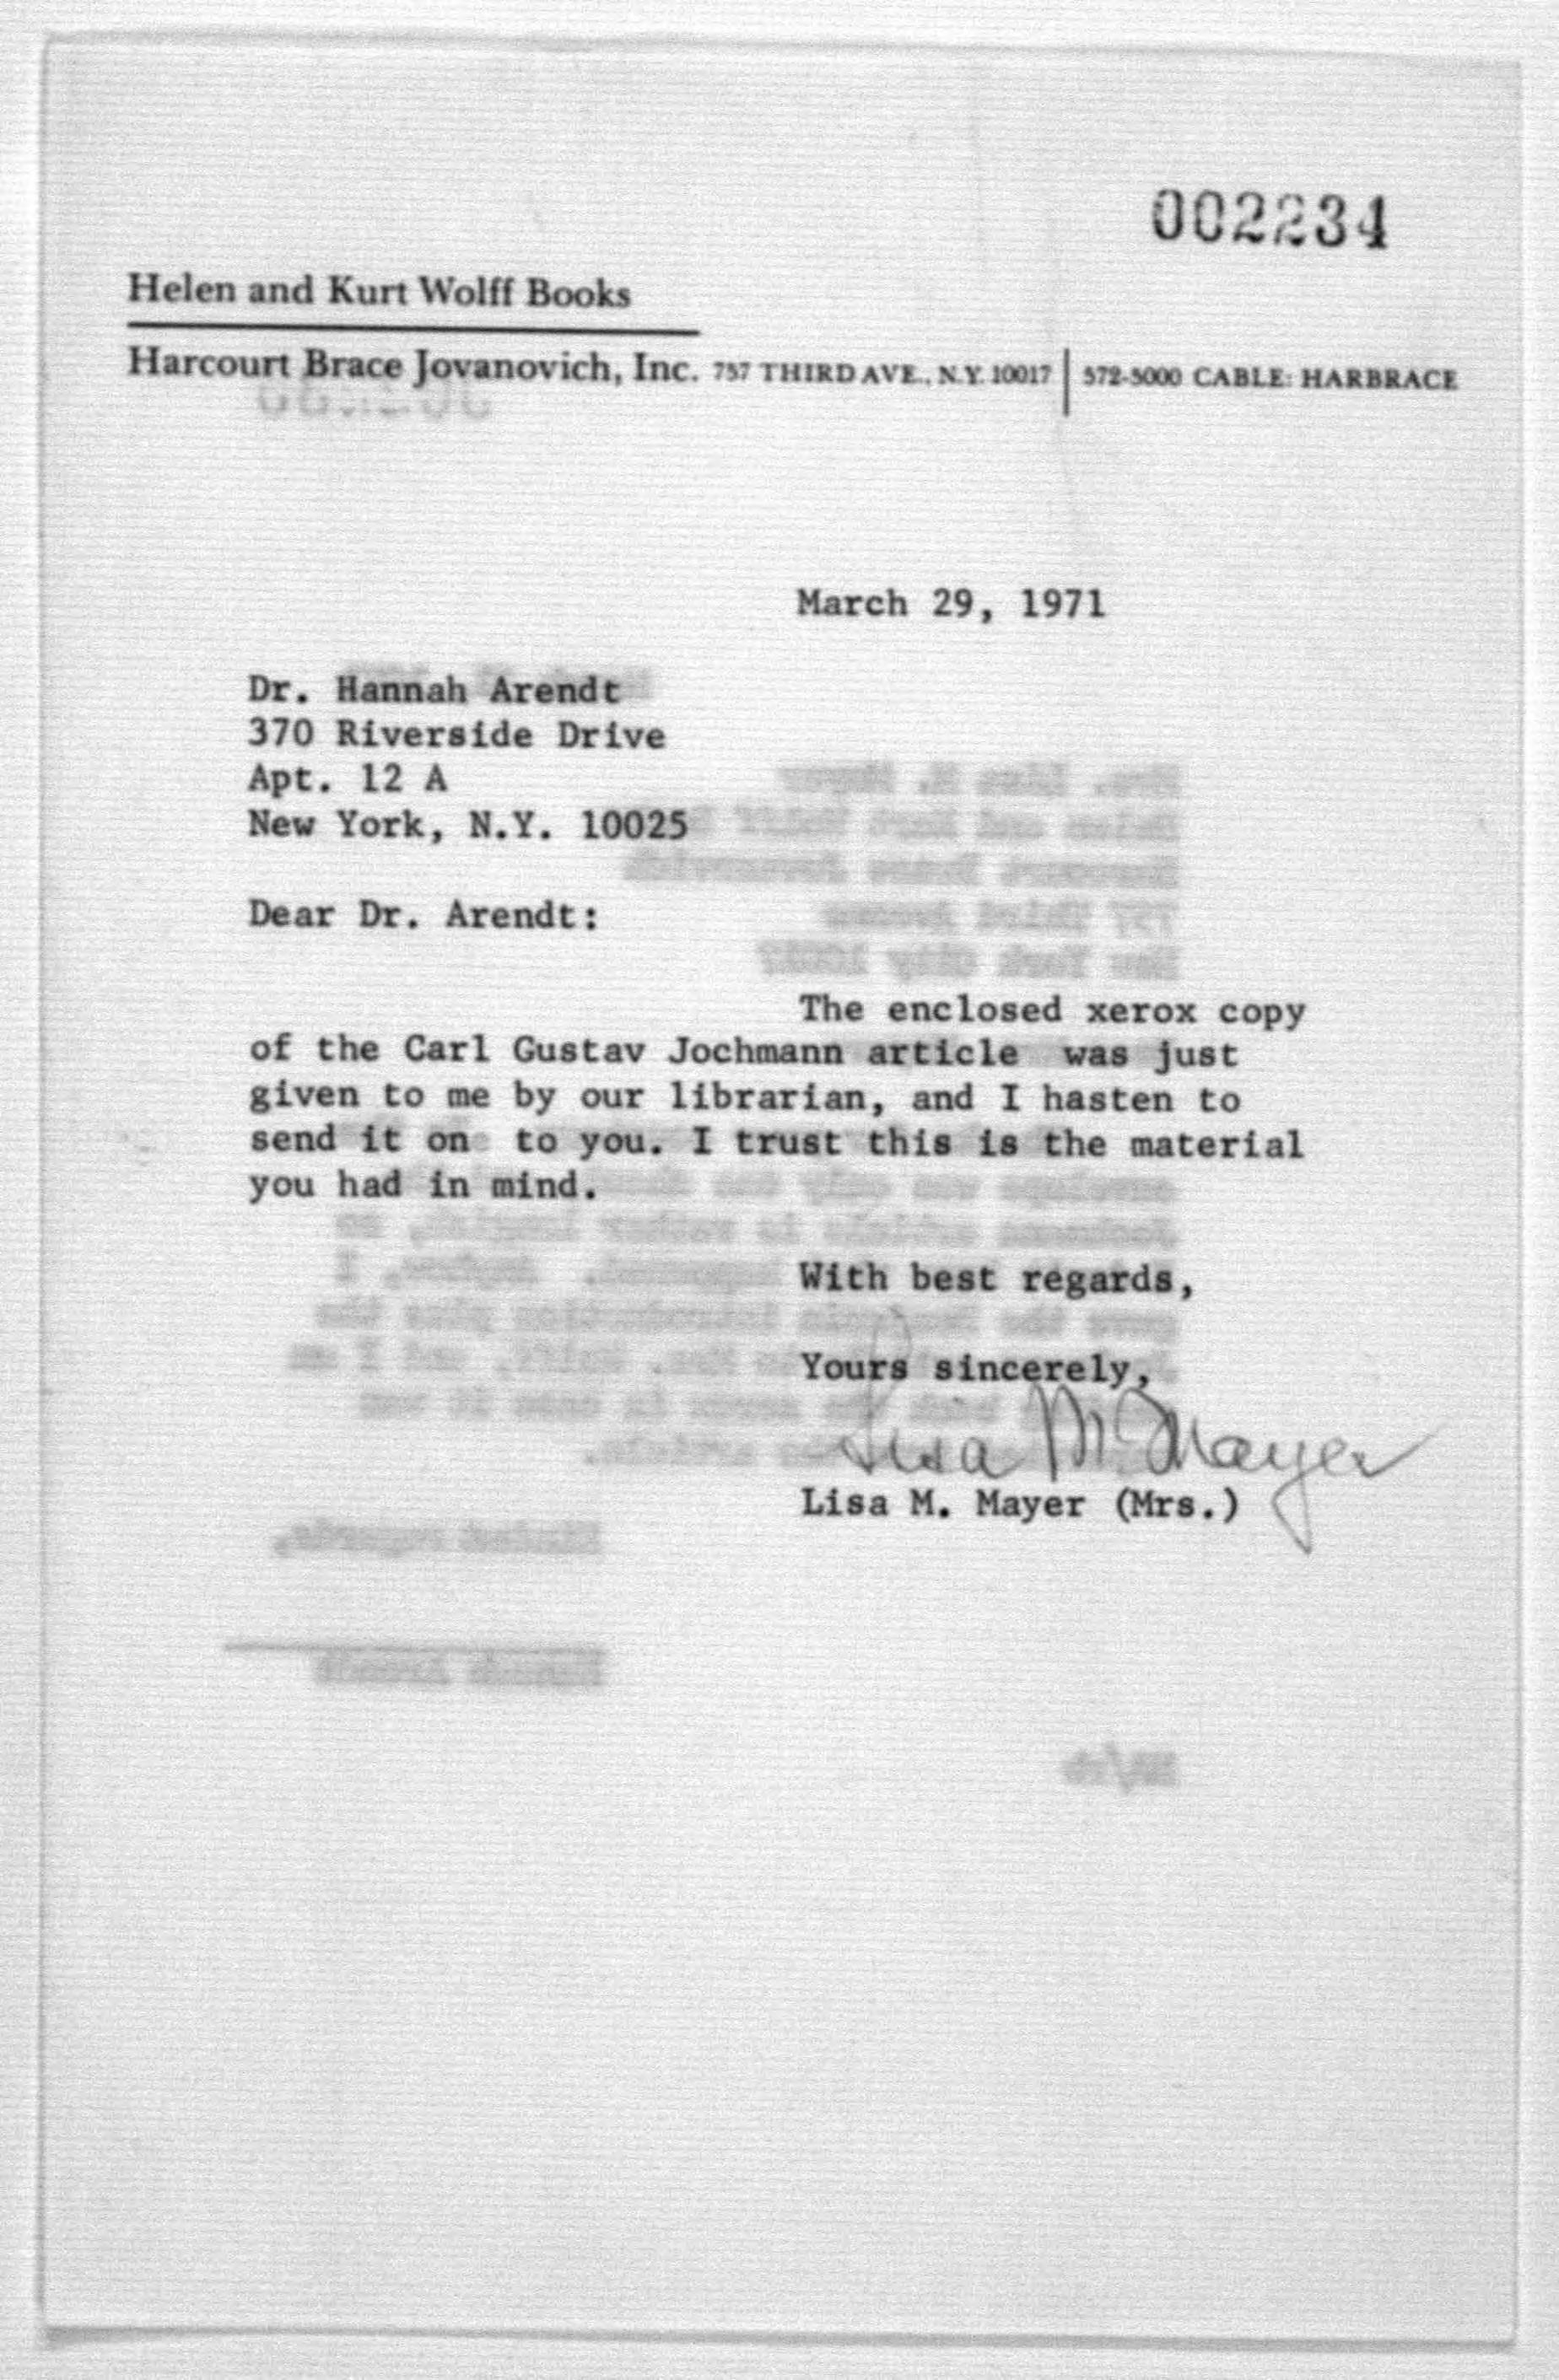 002234
Helen and Kurt Wolff Books
Harcourt Brace Jovanovich, Inc. 757 THIRD AVE., N.Y. 10017 | 572-5000 CABLE: HARBRACE
March 29, 1971
Dr. Hannah Arendt
370 Riverside Drive
Apt. 12 A
New York, N.Y. 10025
Dear Dr. Arendt:
The enclosed xerox copy
of the Carl Gustav Jochmann article was just
given to me by our librarian, and I hasten to
send it on to you. I trust this is the material
you had in mind.
With best regards,
Yours sincerely,
Lisa M. Mayer
Lisa M. Mayer (Mrs.)